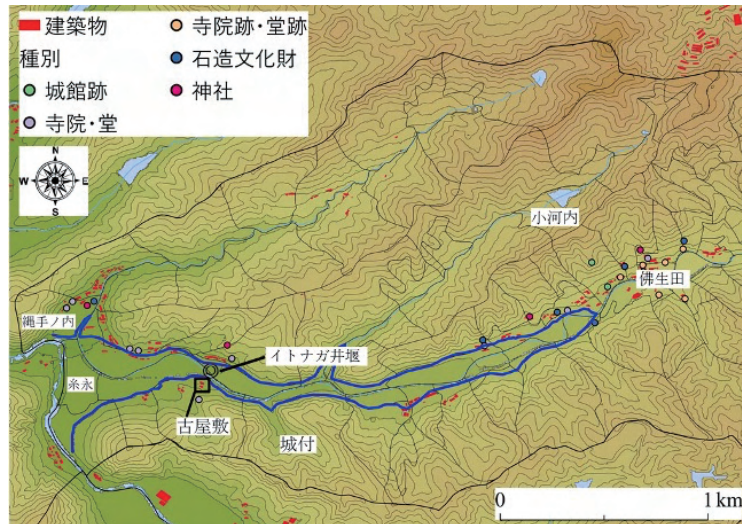 建築物
寺院跡・堂跡
種別
石造文化財
城館跡
神社
寺院・堂
N
W
E
S
小河内
佛生田
縄手ノ内
イトナガ井堰
糸永
古屋敷
城付
0
1km